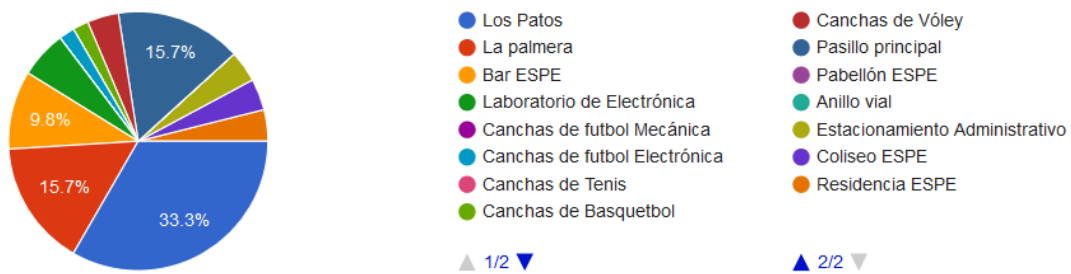 15.7%
9.8%
15.7%
33.3%
Los Patos
La palmera
Bar ESPE
Laboratorio de Electrónica
Canchas de futbol Mecánica
Canchas de futbol Electrónica
Canchas de Tenis
Canchas de Basquetbol
1/2
Canchas de Vóley
Pasillo principal
Pabellón ESPE
Anillo vial
Estacionamiento Administrativo
Coliseo ESPE
Residencia ESPE
2/2